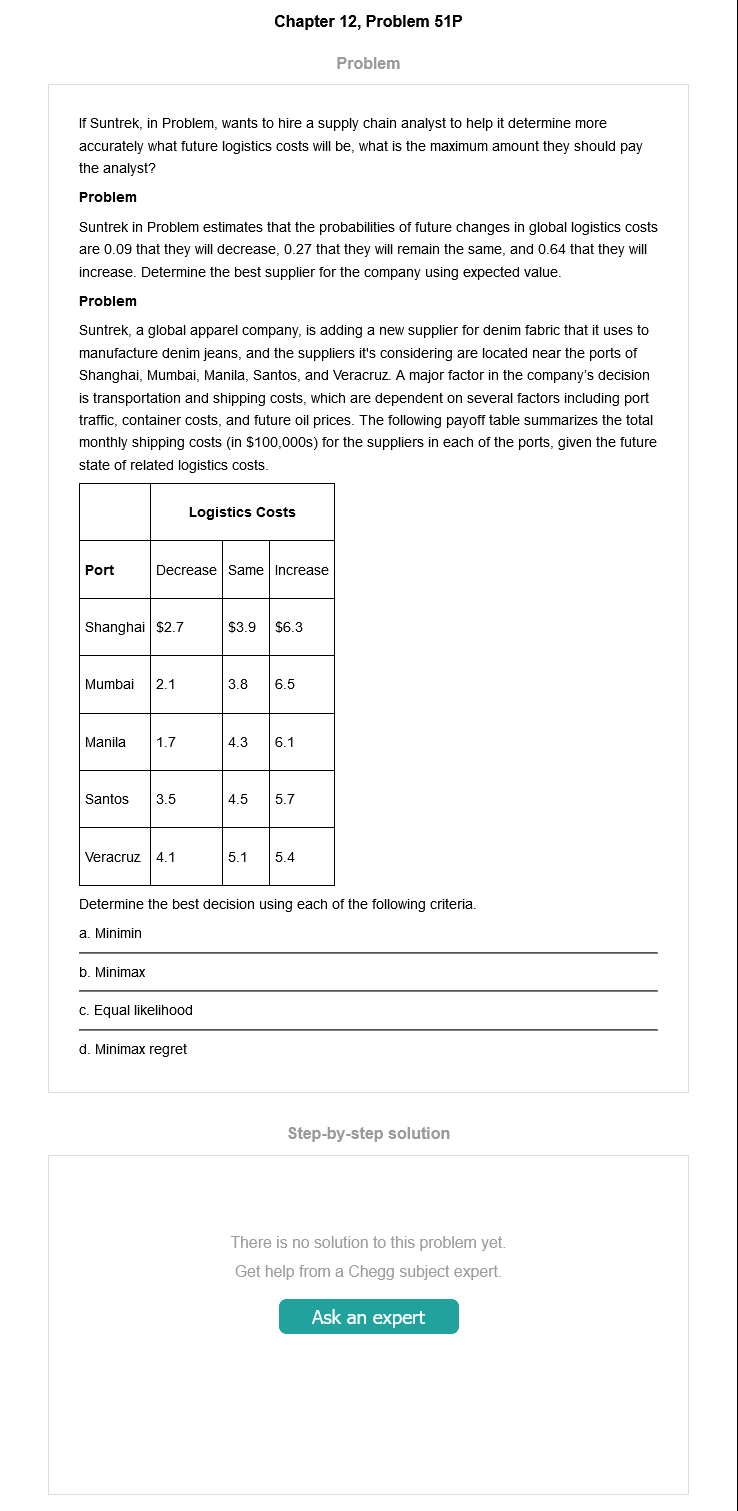 Chapter 12, Problem 51P
Problem
If Suntrek, in Problem, wants to hire a supply chain analyst to help it determine more
accurately what future logistics costs will be, what is the maximum amount they should pay
the analyst?
Problem
Suntrek in Problem estimates that the probabilities of future changes in global logistics costs
are 0.09 that they will decrease, 0.27 that they will remain the same, and 0.64 that they will
increase. Determine the best supplier for the company using expected value.
Problem
Suntrek, a global apparel company, is adding a new supplier for denim fabric that it uses to
manufacture denim jeans, and the suppliers it's considering are located near the ports of
Shanghai, Mumbai, Manila, Santos, and Veracruz. A major factor in the company's decision
is transportation and shipping costs, which are dependent on several factors including port
traffic, container costs, and future oil prices. The following payoff table summarizes the total
monthly shipping costs (in $100,000s) for the suppliers in each of the ports, given the future
state of related logistics costs.
Logistics Costs
Port Decrease Same Increase
Shanghai $2.7 $3.9 $6.3
Mumbai 2.1 3.8 6.5
Manila 1.7 4.3 6.1
Santos 3.5 4.5 5.7
Veracruz 4.1 5.1 5.4
Determine the best decision using each of the following criteria.
a. Minimin
b. Minimax
c. Equal likelihood
d. Minimax regret
Step-by-step solution
There is no solution to this problem yet.
Get help from a Chegg subject expert.
Ask an expert